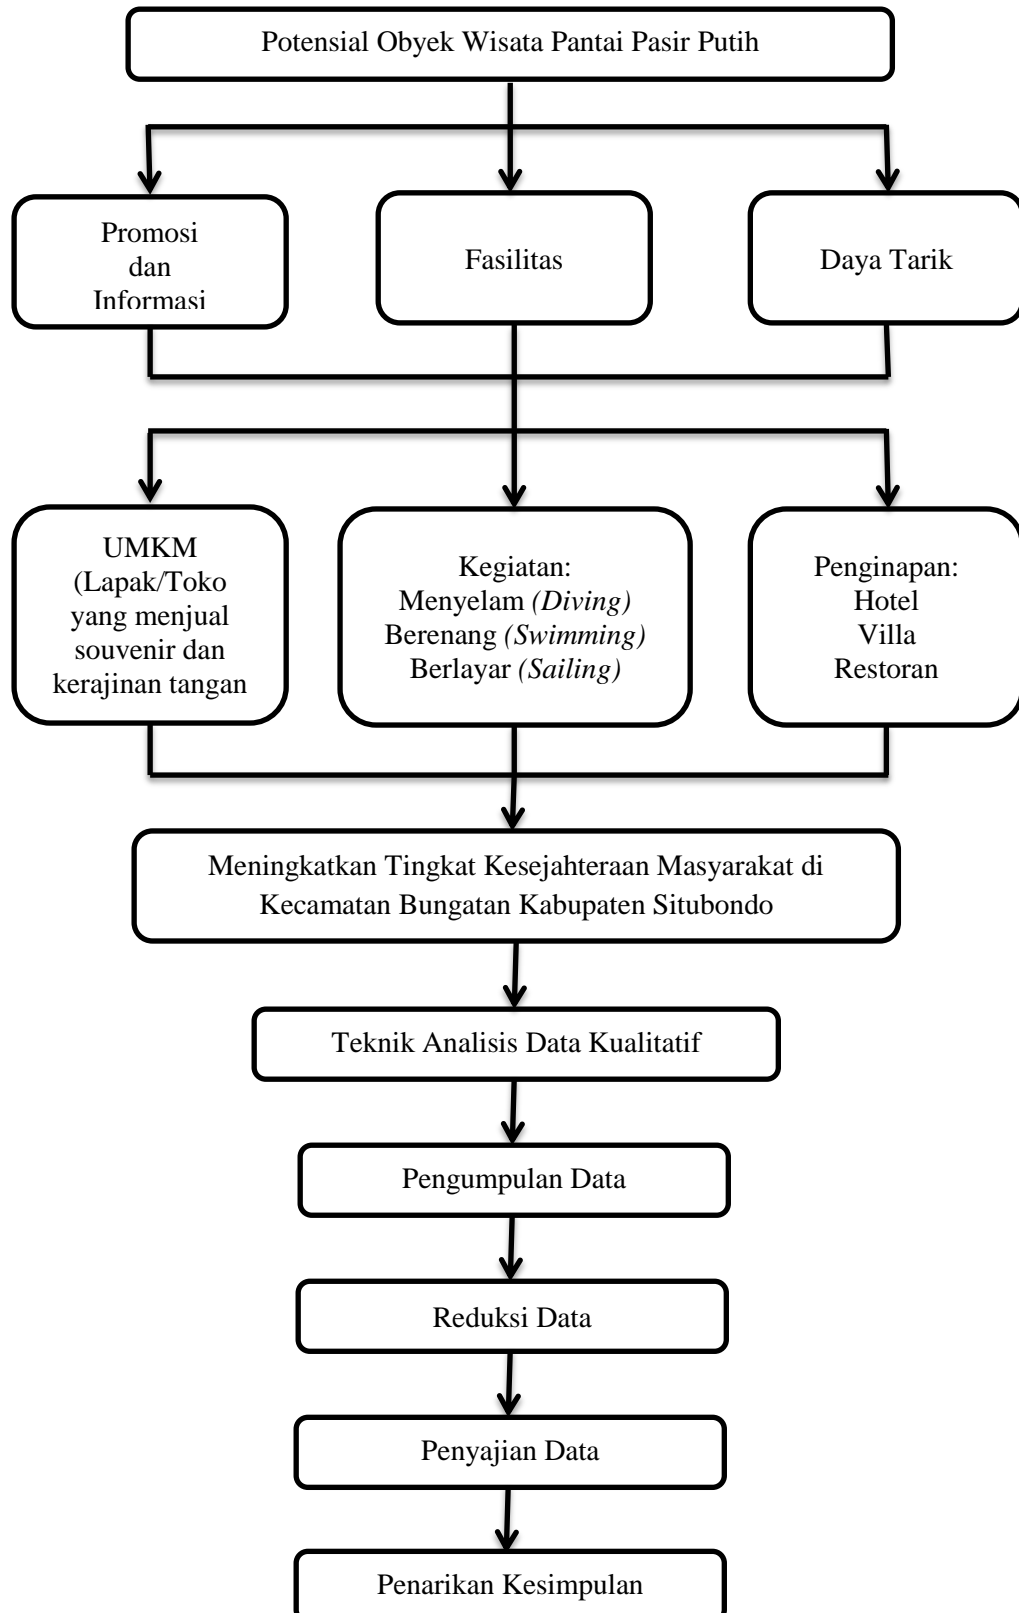 Potensial Obyek Wisata Pantai Pasir Putih
Promosi
dan
Informasi
Fasilitas
Daya Tarik
UMKM
(Lapak/Toko
yang menjual
souvenir dan
kerajinan tangan
Kegiatan:
Menyelam (Diving)
Berenang (Swimming)
Berlayar (Sailing)
Penginapan:
Hotel
Villa
Restoran
Meningkatkan Tingkat Kesejahteraan Masyarakat di
Kecamatan Bungatan Kabupaten Situbondo
Teknik Analisis Data Kualitatif
Pengumpulan Data
Reduksi Data
Penyajian Data
Penarikan Kesimpulan